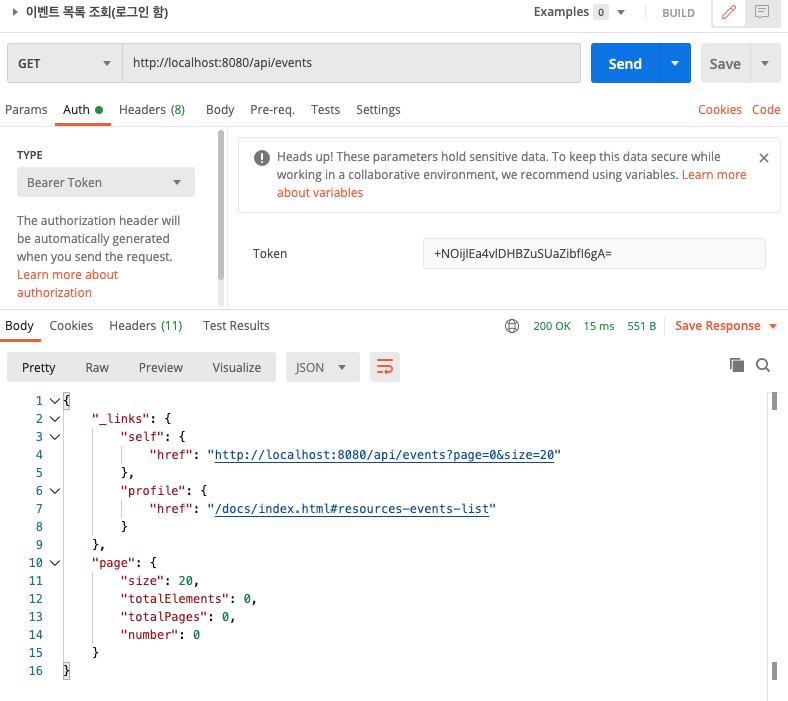 이벤트 목록 조회(로그인 함)
Examples 0
BUILD
GET
http://localhost:8080/api/events
Send
Save
Params
Auth
Headers (8)
Body
Pre-req.
Tests
Settings
Cookies
Code
TYPE
Bearer Token
The authorization header will
be automatically generated
when you send the request.
Learn more about
authorization
Heads up! These parameters hold sensitive data. To keep this data secure while
working in a collaborative environment, we recommend using variables. Learn more
about variables
Token
+NOijlEa4vlDHBZuSUaZibfI6gA=
Body
Cookies
Headers (11)
Test Results
200 OK
15 ms
551 B
Save Response
Pretty
Raw
Preview
Visualize
JSON
1 {
2 "_links": {
3 "self": {
4 "href": "http://localhost:8080/api/events?page=0&size=20"
5 },
6 "profile": {
7 "href": "/docs/index.html#resources-events-list"
8 }
9 },
10 "page": {
11 "size": 20,
12 "totalElements": 0,
13 "totalPages": 0,
14 "number": 0
15 }
16 }